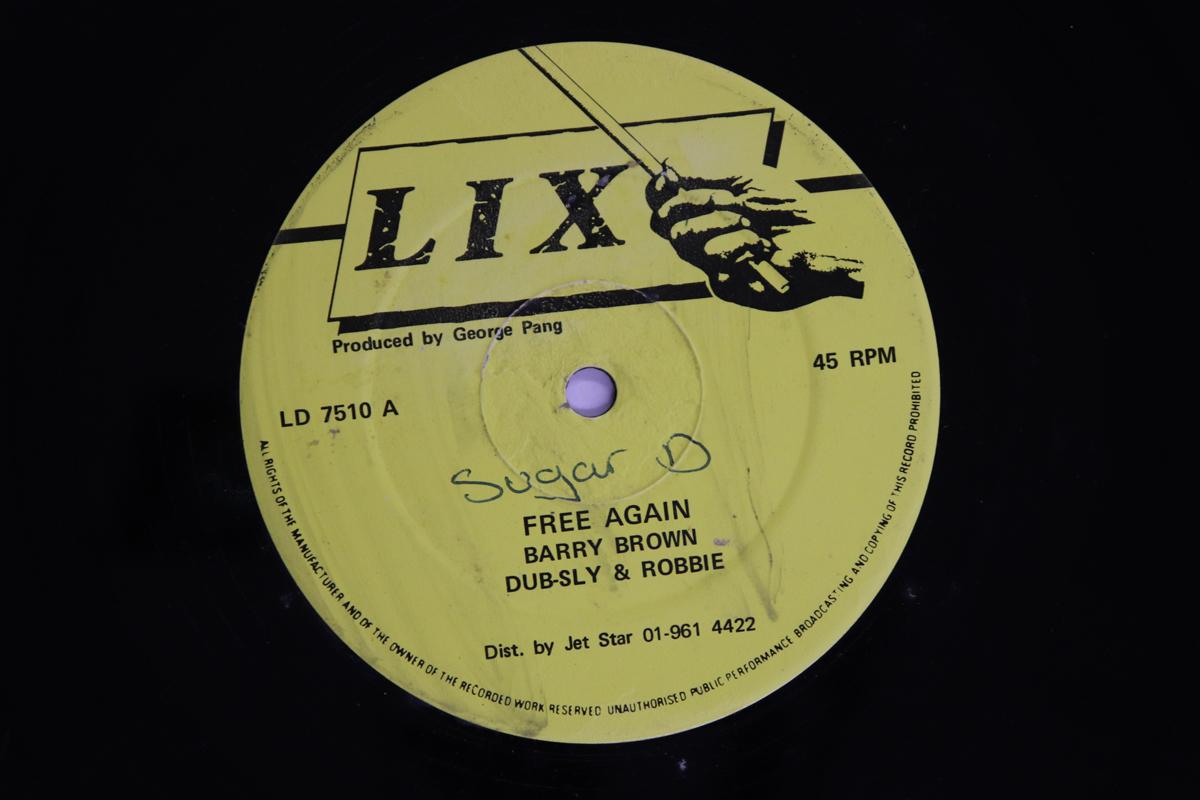 LIX
Produced by George Pang
45 RPM
LD 7510 A
Sugar D
FREE AGAIN
BARRY BROWN
DUB-SLY & ROBBIE
Dist. by Jet Star 01-961 4422
ALL RIGHTS OF THE MANUFACTURER AND OF THE OWNER OF THE RECORDED WORK RESERVED UNAUTHORISED PUBLIC PERFORMANCE BROADCASTING AND COPYING OF THIS RECORD PROHIBITED